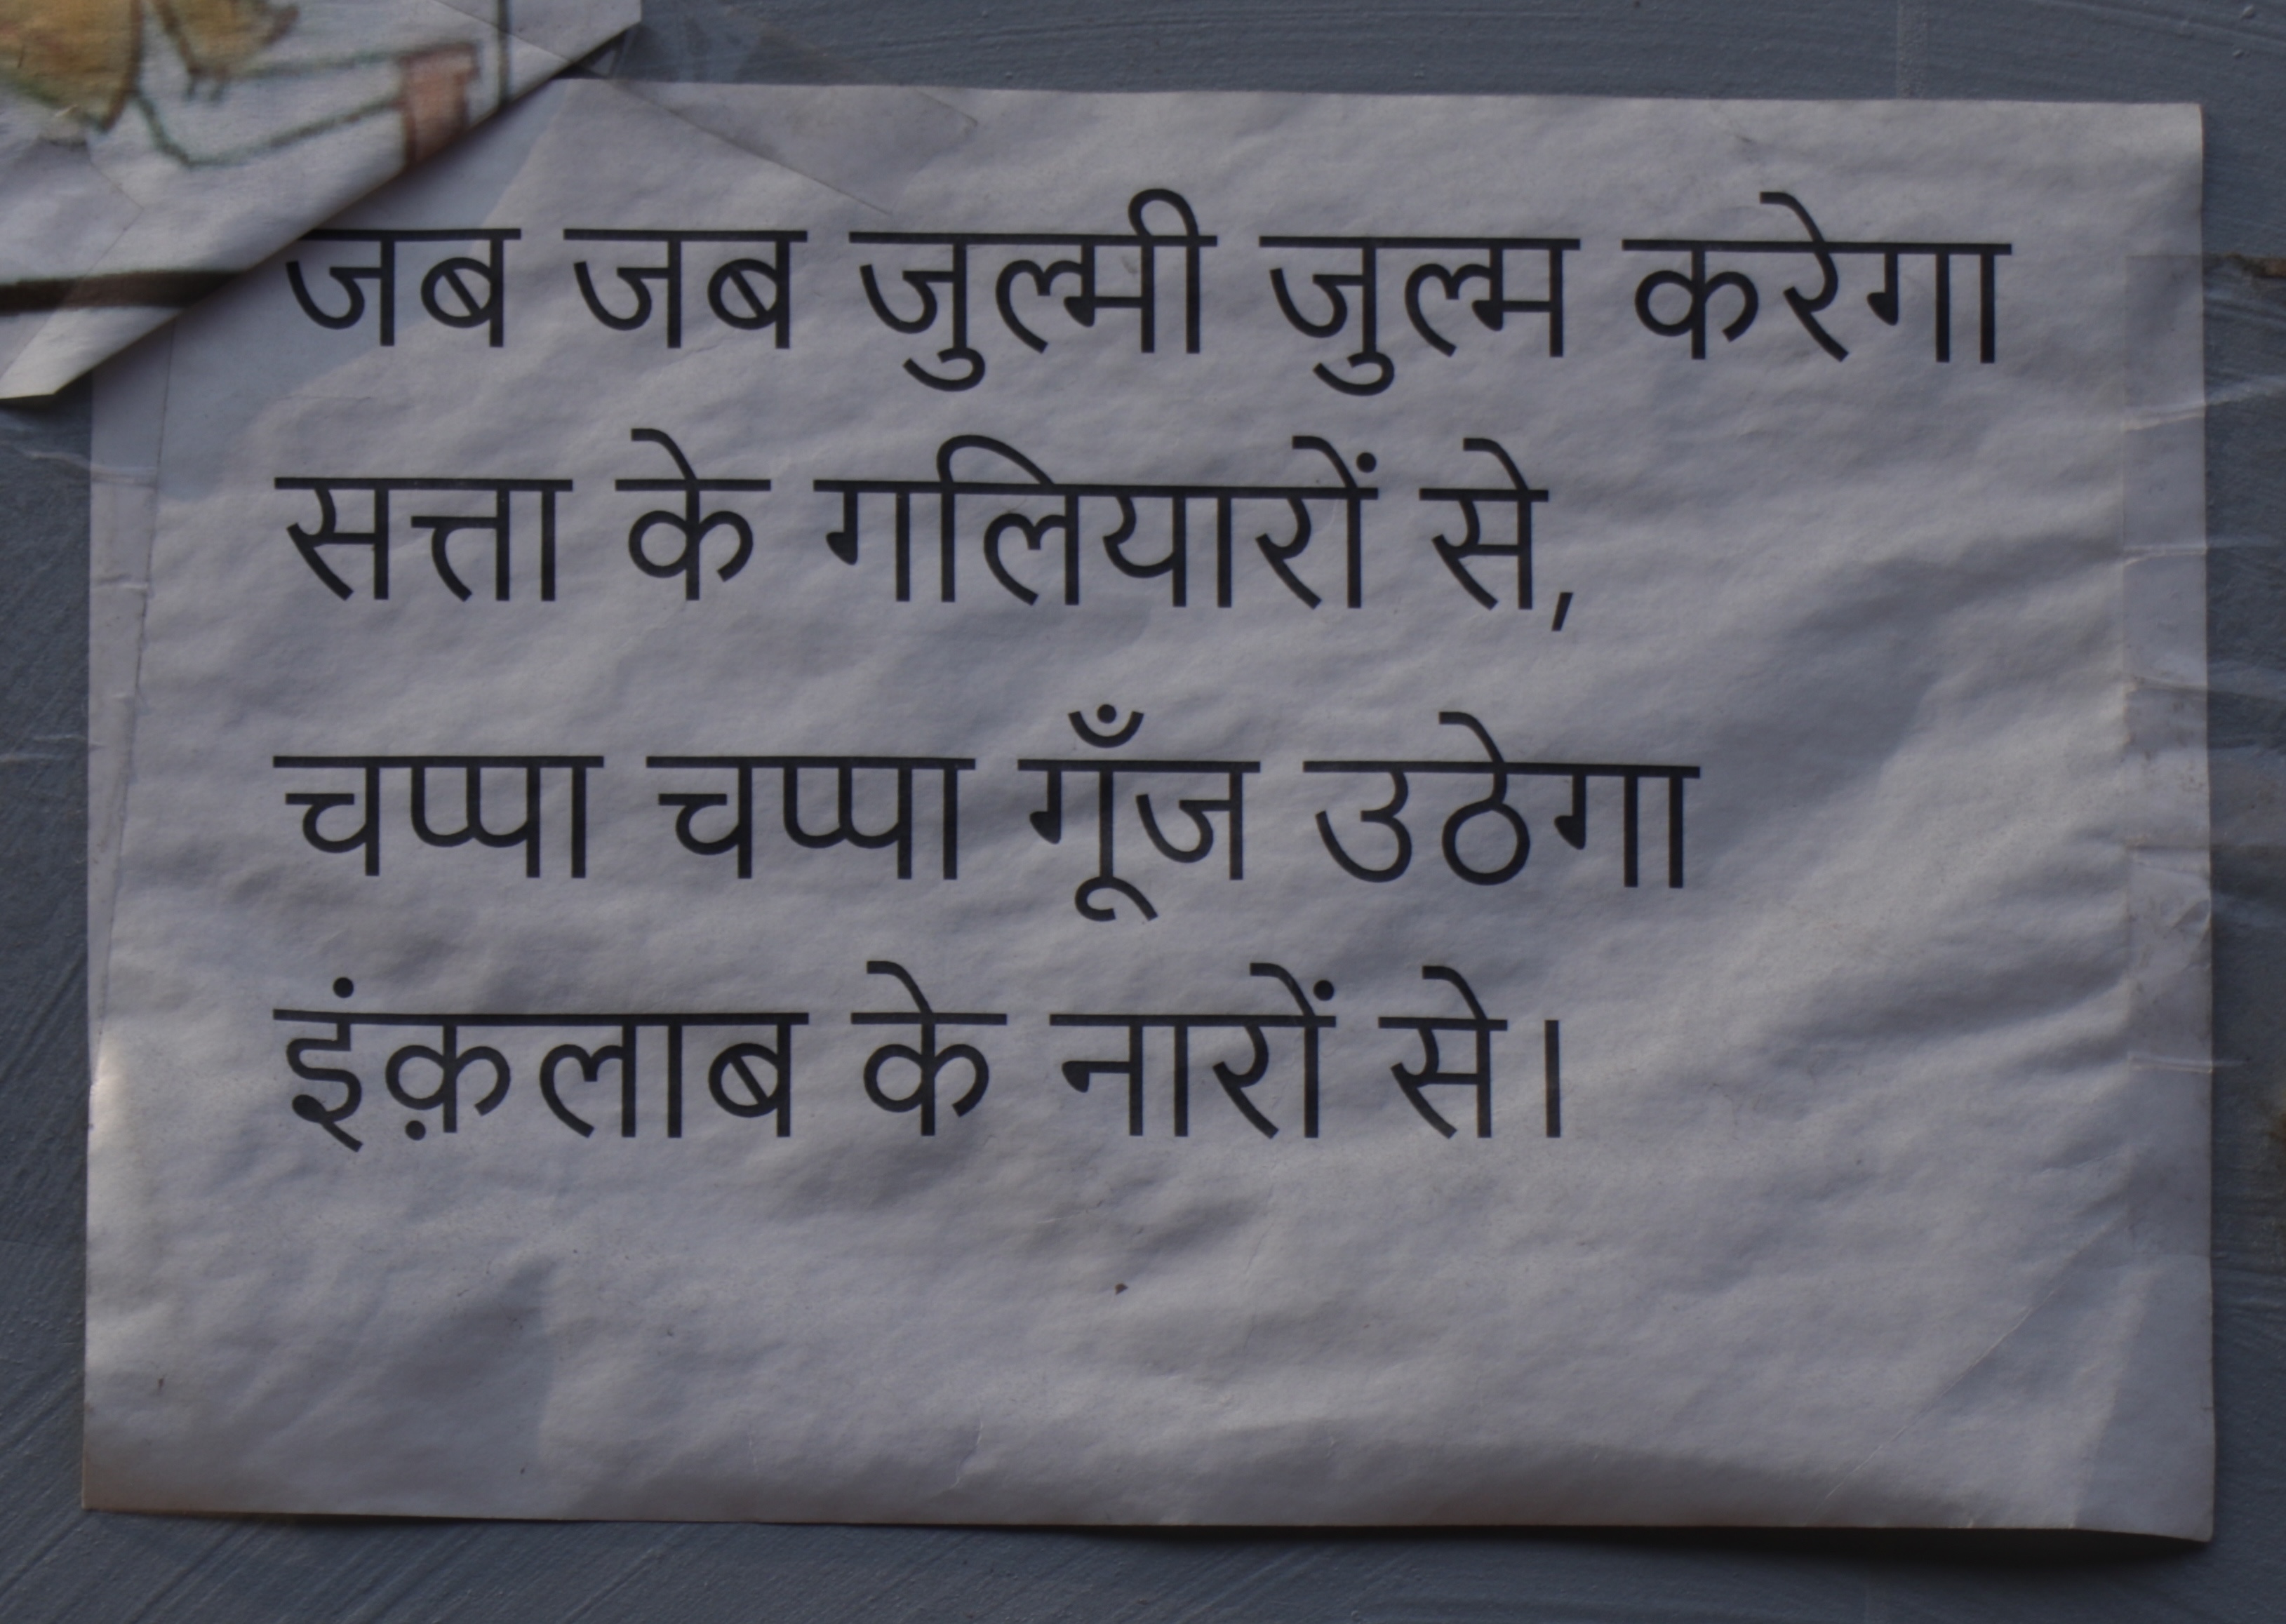 जब जब जुल्मी जुल्म करेगा
सत्ता के गलियारों से,
चप्पा चप्पा गूँज उठेगा
इंक़लाब के नारों से।